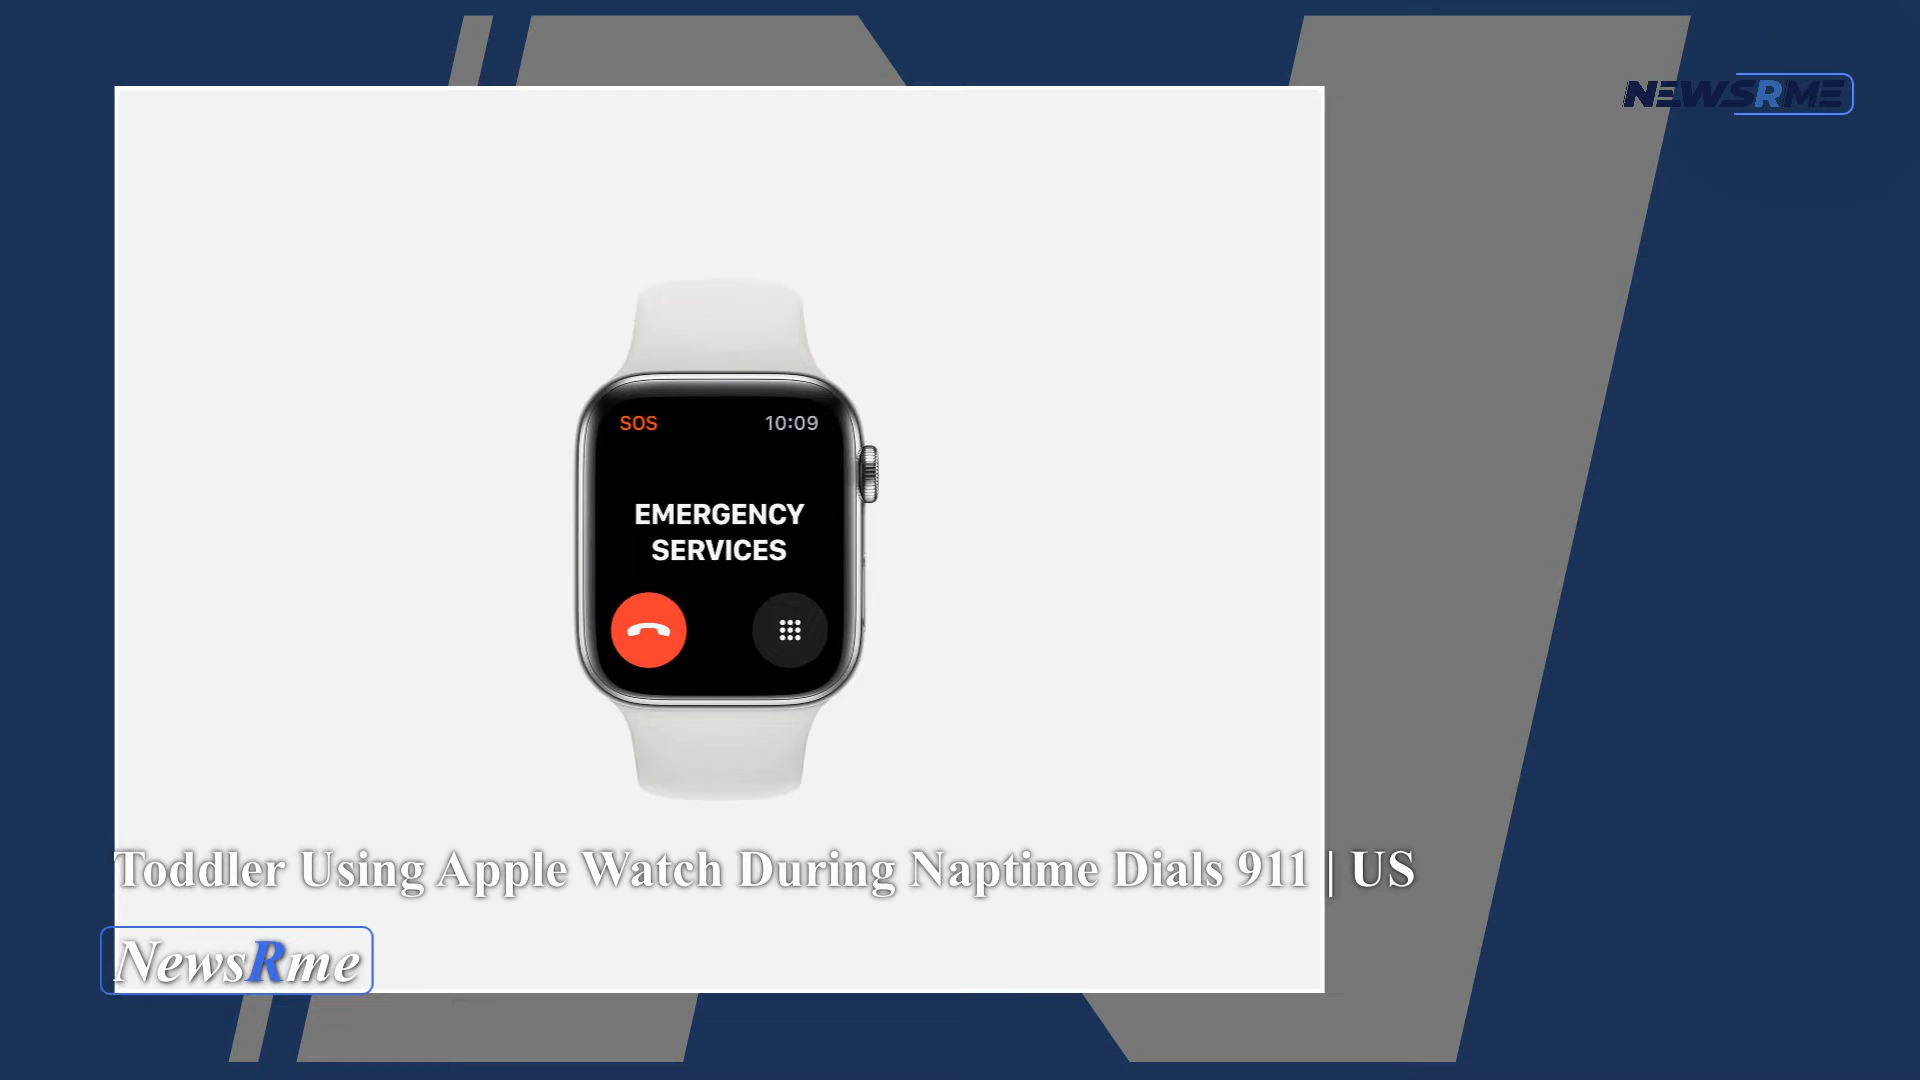 NEWSRME
SOS 10:09
EMERGENCY
SERVICES
Toddler Using Apple Watch During Naptime Dials 911 | US
NewsRme